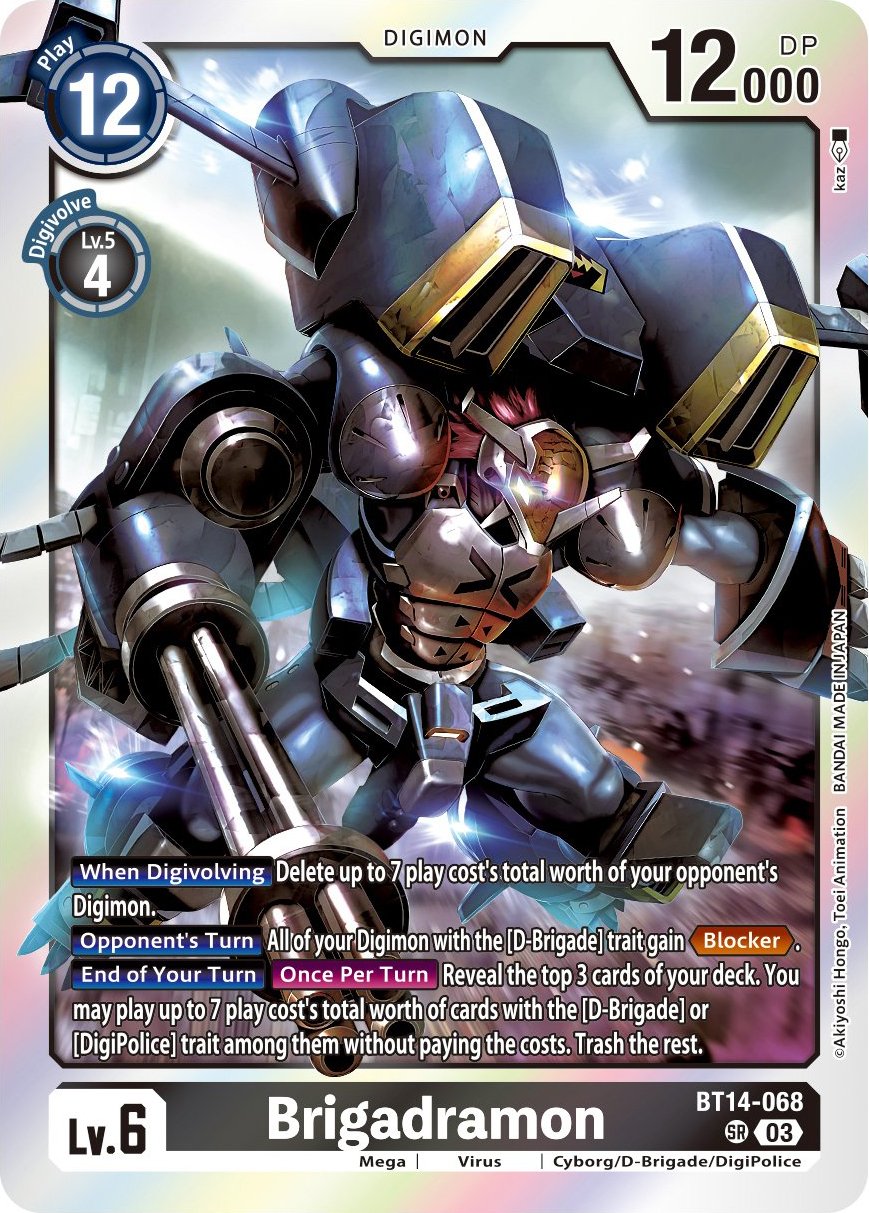 DIGIMON
Play
12
DP
12000
kaz
Digivolve
Lv.5
4
©Akiyoshi Hongo, Toei Animation BANDAI MADE IN JAPAN
When Digivolving Delete up to 7 play cost's total worth of your opponent's
Digimon.
Opponent's Turn All of your Digimon with the [D-Brigade] trait gain Blocker.
End of Your Turn Once Per Turn Reveal the top 3 cards of your deck. You
may play up to 7 play cost's total worth of cards with the [D-Brigade] or
[DigiPolice] trait among them without paying the costs. Trash the rest.
Lv.6
Brigadramon
BT14-068
SR 03
Mega | Virus | Cyborg/D-Brigade/DigiPolice